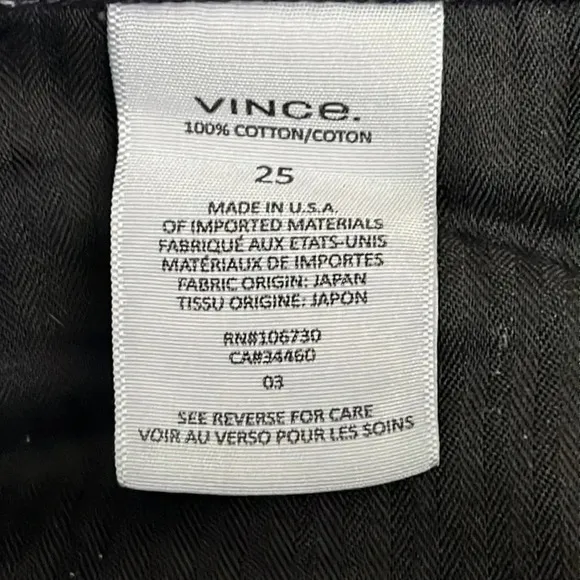 VINCE.
100% COTTON/COTON
25
MADE IN U.S.A.
OF IMPORTED MATERIALS
FABRIQUÉ AUX ETATS-UNIS
MATÉRIAUX DE IMPORTES
FABRIC ORIGIN: JAPAN
TISSU ORIGINE: JAPON
RN#106730
CA#34460
03
SEE REVERSE FOR CARE
VOIR AU VERSO POUR LES SOINS